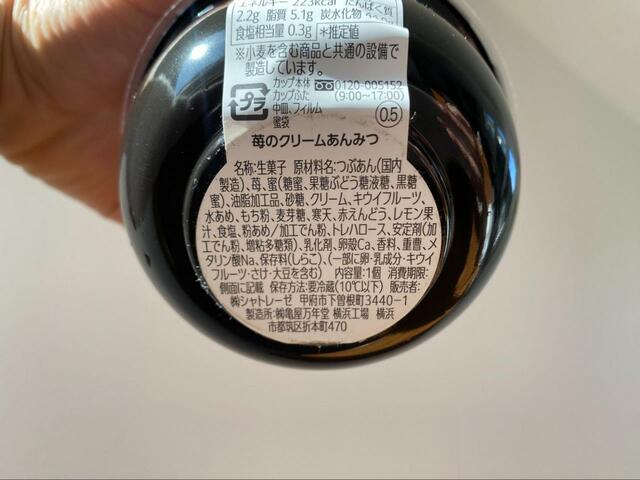 エネルギー 223kcal たんぱく質
2.2g 脂質 5.1g 炭水化物
食塩相当量 0.3g *推定値
※小麦を含む商品と共通の設備で
製造しています。
プラ
カップ本体
カップふた
中皿、フィルム
蜜袋
0120-005152
(9:00~17:00)
0.5
苺のクリームあんみつ
名称:生菓子 原材料名:つぶあん(国内
製造)、苺、蜜(糖蜜、果糖ぶどう糖液糖、黒糖
蜜)、油脂加工品、砂糖、クリーム、キウイフルーツ、
水あめ、もち粉、麦芽糖、寒天、赤えんどう、レモン果
汁、食塩、粉あめ/加工でん粉、トレハロース、安定剤(加
工でん粉、増粘多糖類)、乳化剤、卵殻Ca、香料、重曹、メ
タリン酸Na、保存料(しらこ)、(一部に卵・乳成分・キウイ
フルーツ・さけ・大豆を含む) 内容量:1個 消費期限:
側面に記載 保存方法:要冷蔵(10℃以下) 販売者:
㈱シャトレーゼ 甲府市下曽根町3440-1
製造所:㈱亀屋万年堂 横浜工場 横浜
市都筑区折本町470